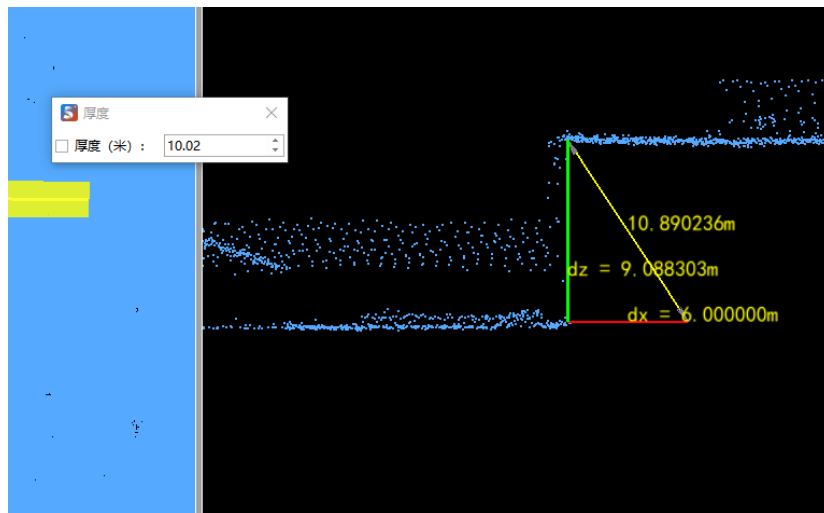 厚度
厚度（米）：
10.02
10.890236m
dz = 9.088303m
dx = 6.000000m